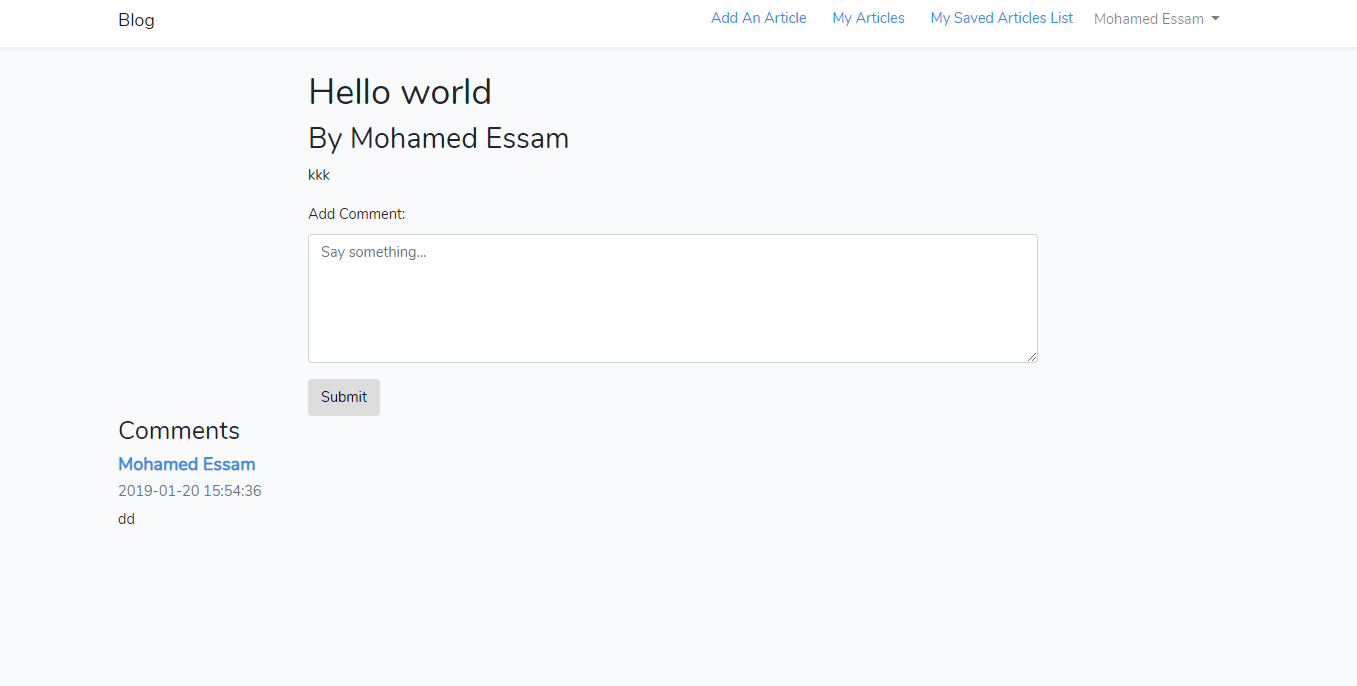 Blog Add An Article My Articles My Saved Articles List Mohamed Essam
Hello world
By Mohamed Essam
kkk
Add Comment:
Say something...
Submit
Comments
Mohamed Essam
2019-01-20 15:54:36
dd